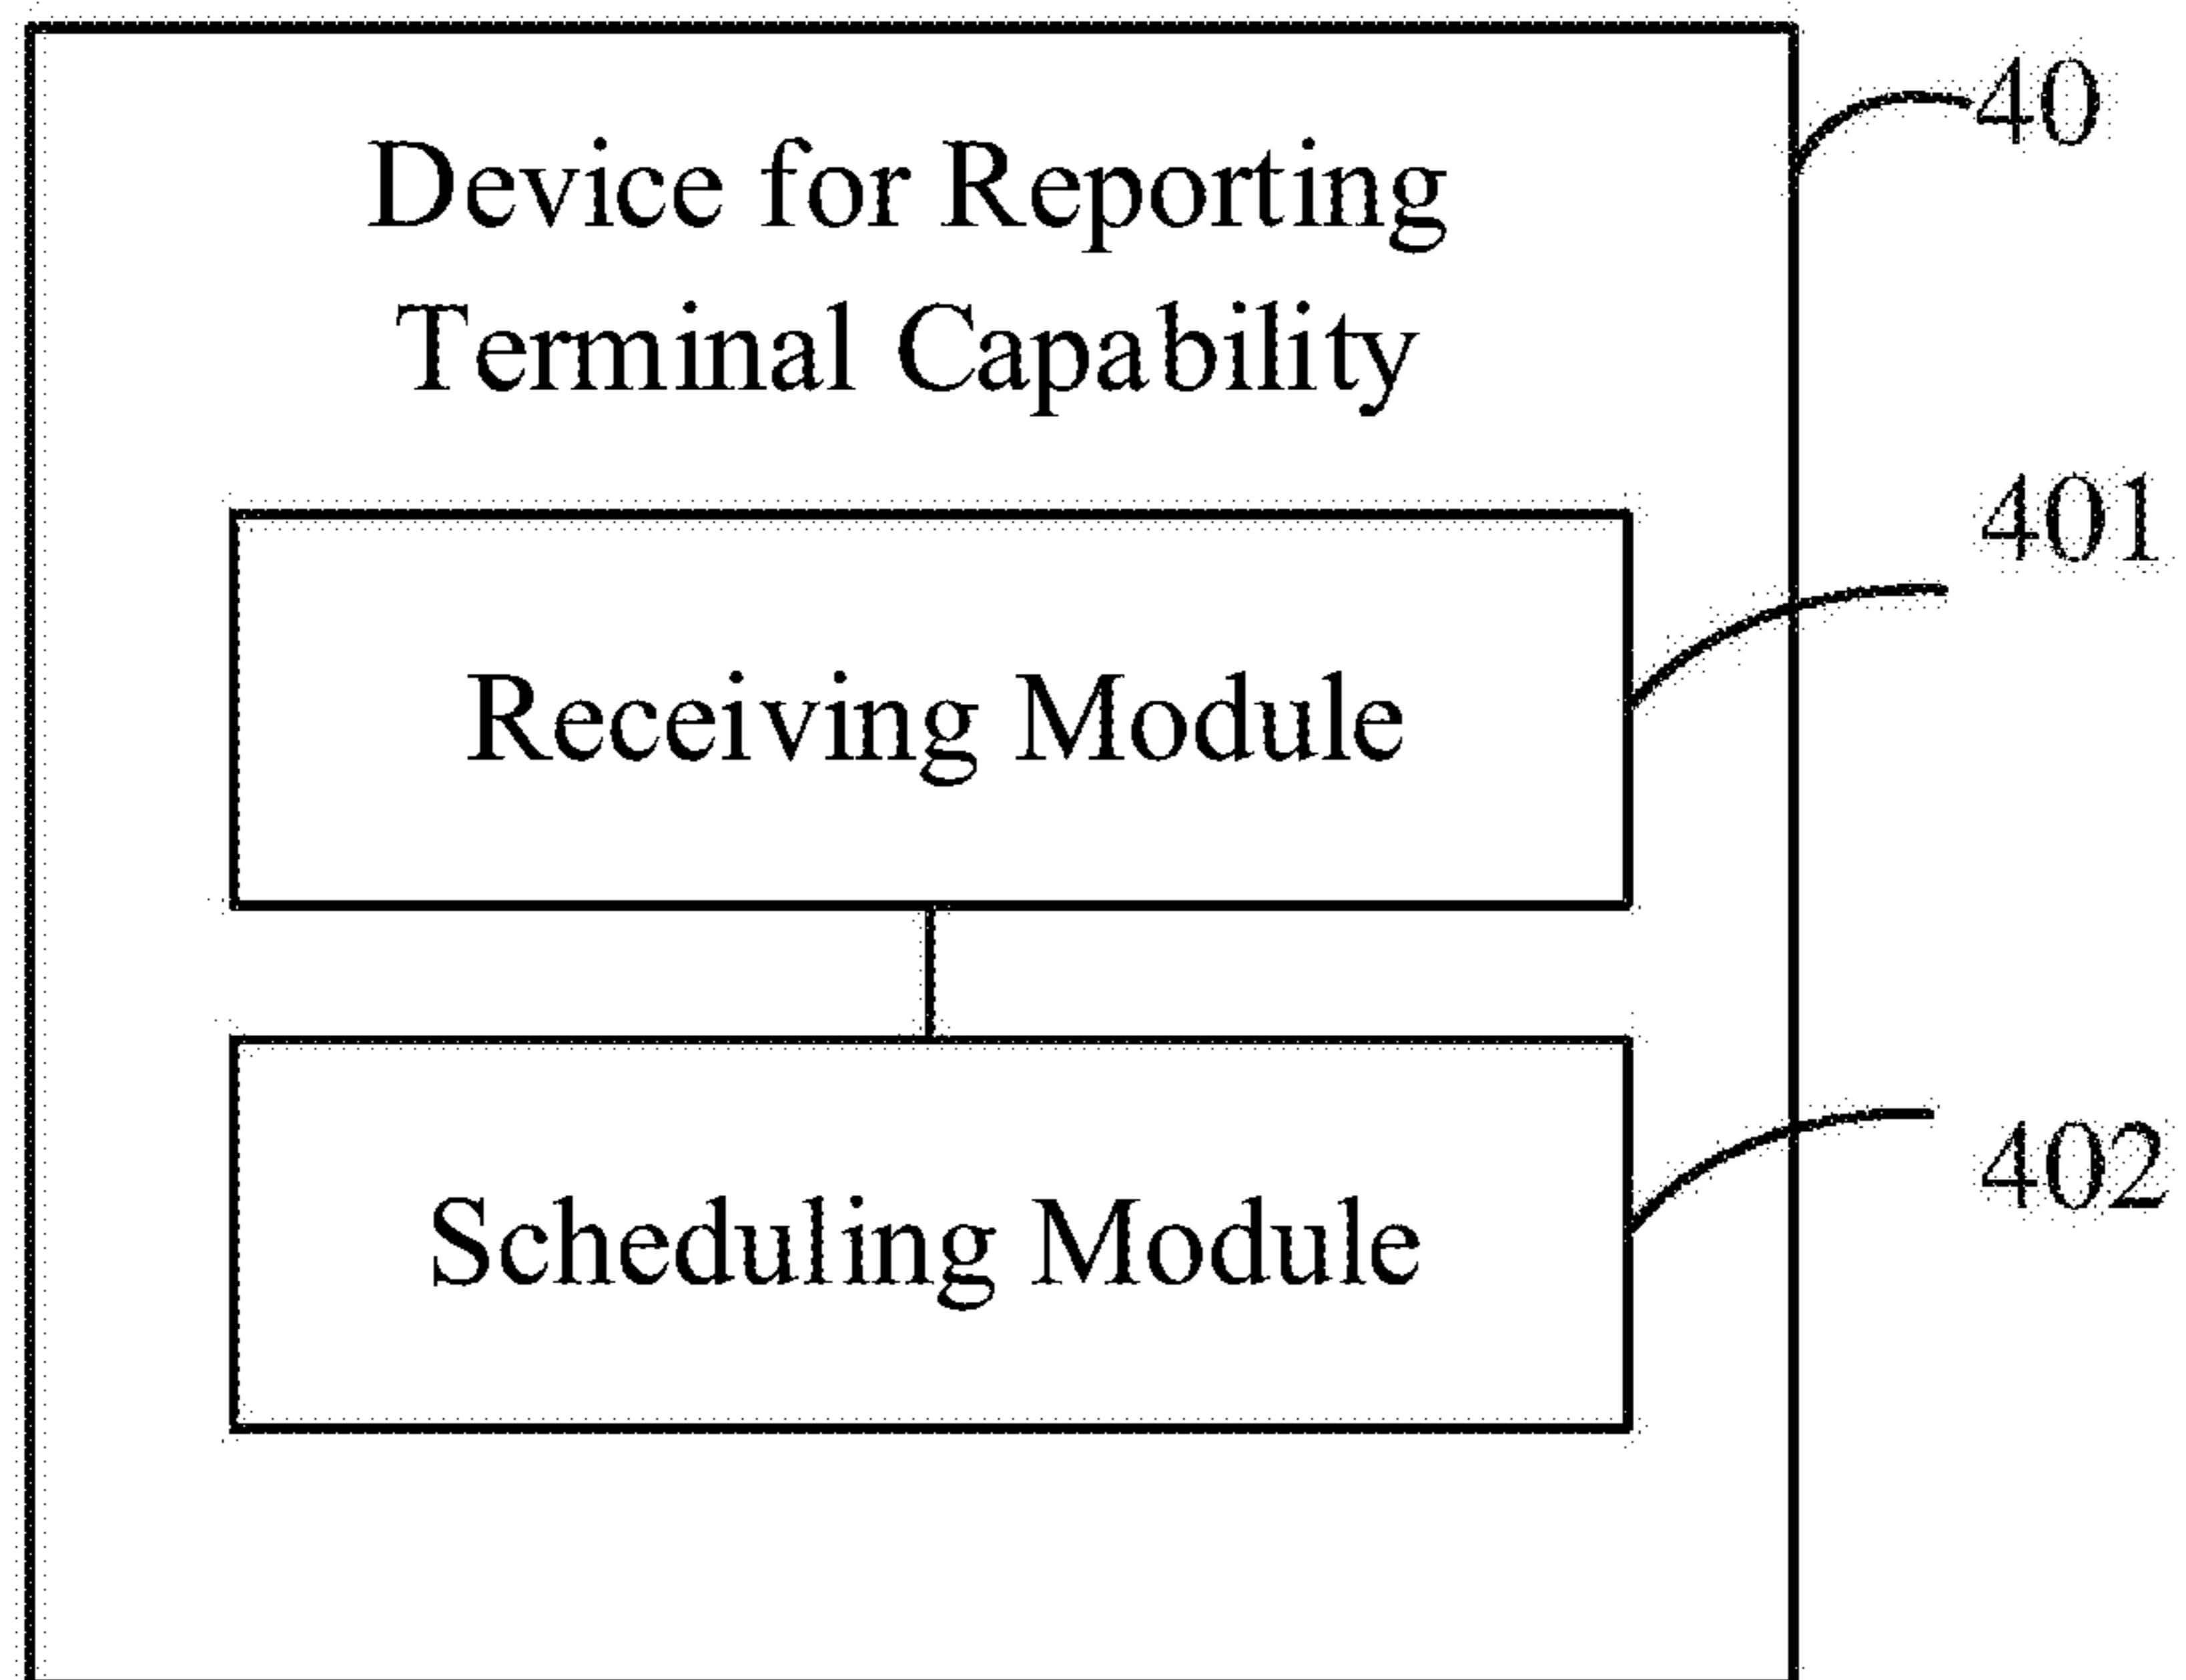 Device for Reporting
Terminal Capability
40
401
Receiving Module
402
Scheduling Module